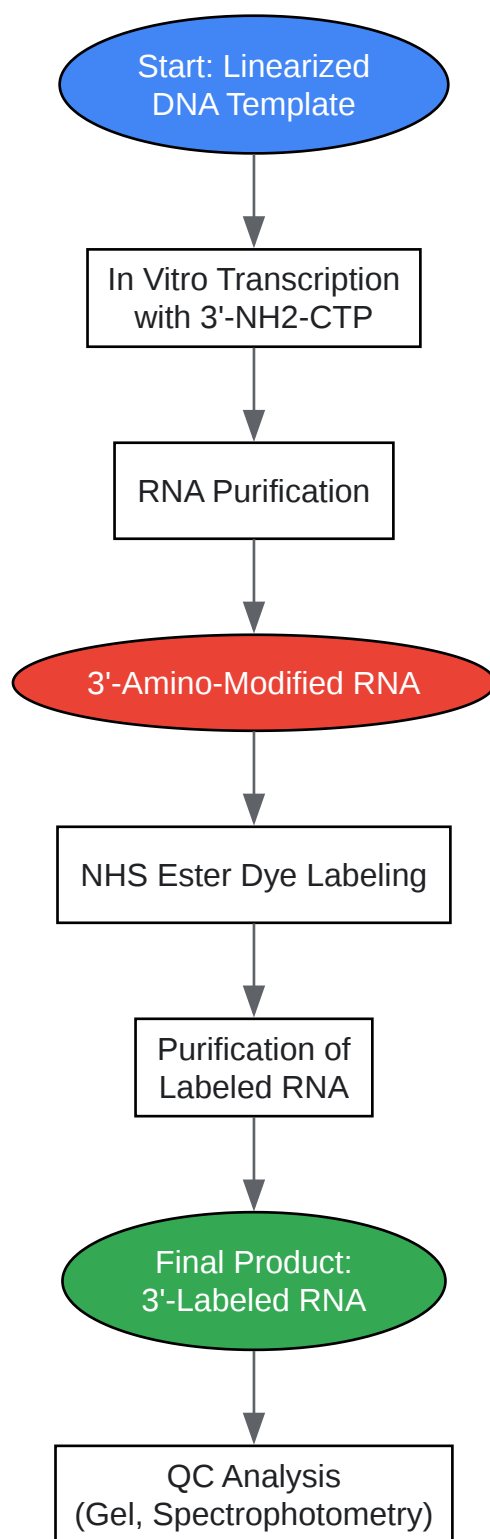 Start: Linearized
DNA Template
In Vitro Transcription
with 3'-NH2-CTP
RNA Purification
3'-Amino-Modified RNA
NHS Ester Dye Labeling
Purification of
Labeled RNA
Final Product:
3'-Labeled RNA
QC Analysis
(Gel, Spectrophotometry)